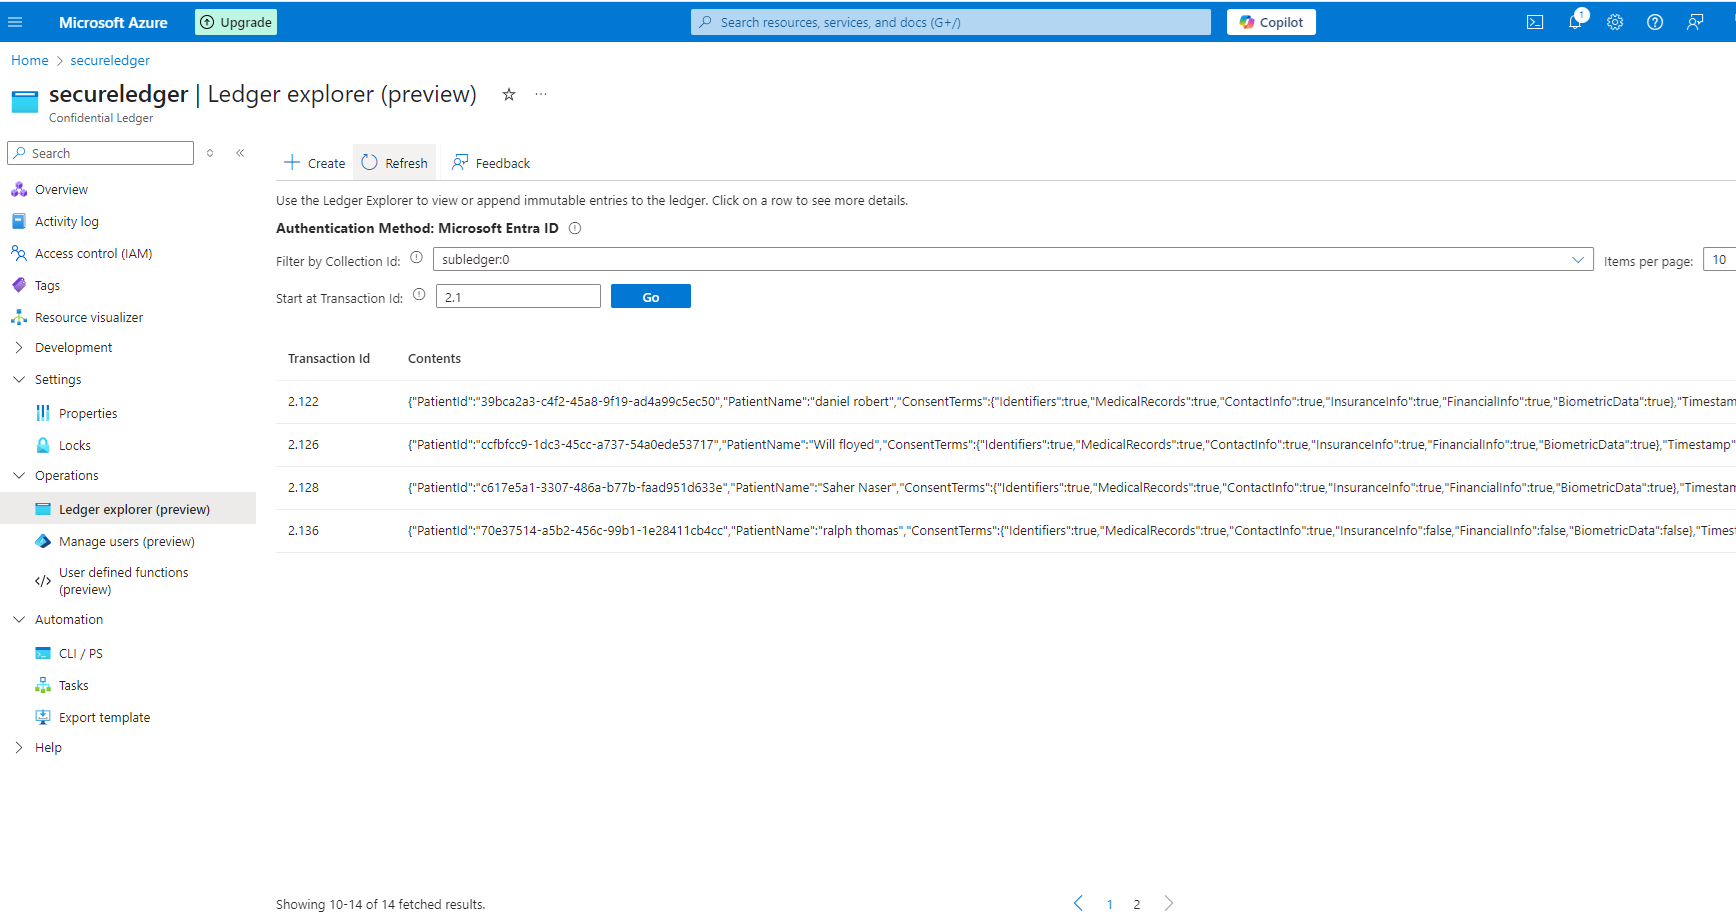 Microsoft Azure
Upgrade
Search resources, services, and docs (G+/)
Copilot
1
Home > secureledger
secureledger | Ledger explorer (preview)
Confidential Ledger
Search
Overview
Activity log
Access control (IAM)
Tags
Resource visualizer
Development
Settings
Properties
Locks
Operations
Ledger explorer (preview)
Manage users (preview)
User defined functions
(preview)
Automation
CLI / PS
Tasks
Export template
Help
Create
Refresh
Feedback
Use the Ledger Explorer to view or append immutable entries to the ledger. Click on a row to see more details.
Authentication Method: Microsoft Entra ID
Filter by Collection Id: subledger:0 Items per page: 10
Start at Transaction Id: 2.1 Go
Transaction Id Contents
2.122 {"PatientId":"39bca2a3-c4f2-45a8-9f19-ad4a99c5ec50","PatientName":"daniel robert","ConsentTerms":{"Identifiers":true,"MedicalRecords":true,"ContactInfo":true,"InsuranceInfo":true,"FinancialInfo":true,"BiometricData":true},"Timestam
2.126 {"PatientId":"ccfbfcc9-1dc3-45cc-a737-54a0ede53717","PatientName":"Will floyed","ConsentTerms":{"Identifiers":true,"MedicalRecords":true,"ContactInfo":true,"InsuranceInfo":true,"FinancialInfo":true,"BiometricData":true},"Timestamp"
2.128 {"PatientId":"c617e5a1-3307-486a-b77b-faad951d633e","PatientName":"Saher Naser","ConsentTerms":{"Identifiers":true,"MedicalRecords":true,"ContactInfo":true,"InsuranceInfo":true,"FinancialInfo":true,"BiometricData":true},"Timestam
2.136 {"PatientId":"70e37514-a5b2-456c-99b1-1e28411cb4cc","PatientName":"ralph thomas","ConsentTerms":{"Identifiers":true,"MedicalRecords":true,"ContactInfo":true,"InsuranceInfo":false,"FinancialInfo":false,"BiometricData":false},"Times
Showing 10-14 of 14 fetched results.
1 2